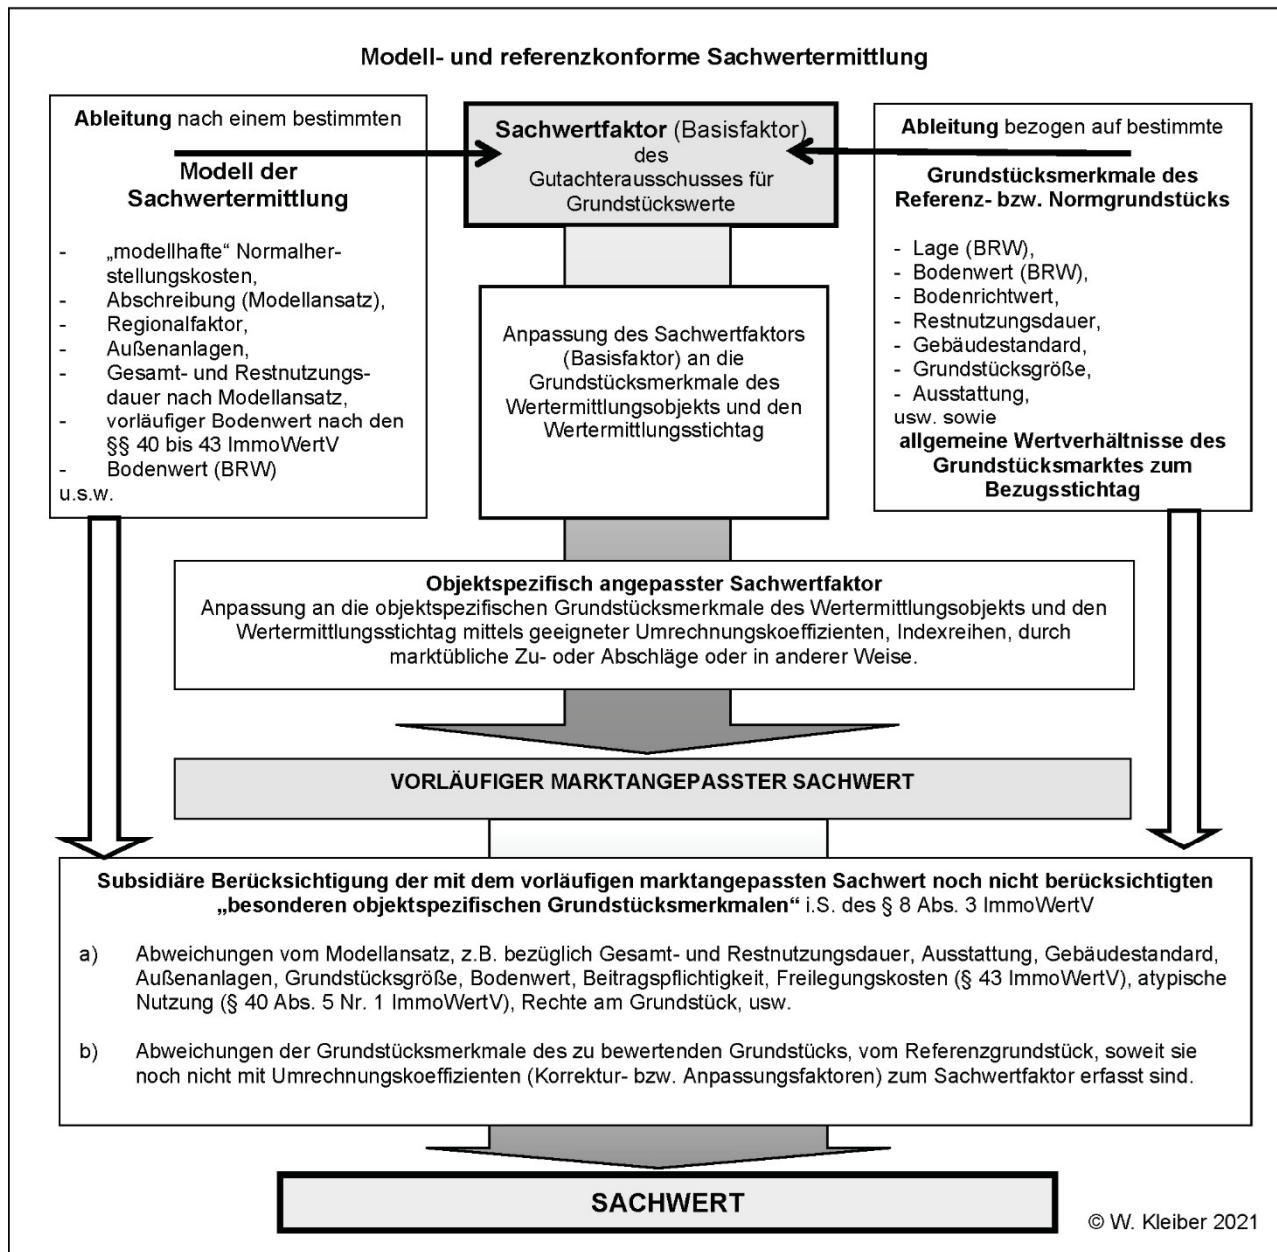 Modell- und referenzkonforme Sachwertermittlung
Ableitung nach einem bestimmten
Modell der
Sachwertermittlung
- „modellhafte“ Normalher-
stellungskosten,
- Abschreibung (Modellansatz),
- Regionalfaktor,
- Außenanlagen,
- Gesamt- und Restnutzungs-
dauer nach Modellansatz,
- vorläufiger Bodenwert nach den
§§ 40 bis 43 ImmoWertV
- Bodenwert (BRW)
u.s.w.
Sachwertfaktor (Basisfaktor)
des
Gutachterausschusses für
Grundstückswerte
Anpassung des Sachwertfaktors
(Basisfaktor) an die
Grundstücksmerkmale des
Wertermittlungsobjekts und den
Wertermittlungsstichtag
Ableitung bezogen auf bestimmte
Grundstücksmerkmale des
Referenz- bzw. Normgrundstücks
- Lage (BRW),
- Bodenwert (BRW),
- Bodenrichtwert,
- Restnutzungsdauer,
- Gebäudestandard,
- Grundstücksgröße,
- Ausstattung,
usw. sowie
allgemeine Wertverhältnisse des
Grundstücksmarktes zum
Bezugsstichtag
Objektspezifisch angepasster Sachwertfaktor
Anpassung an die objektspezifischen Grundstücksmerkmale des Wertermittlungsobjekts und den
Wertermittlungsstichtag mittels geeigneter Umrechnungskoeffizienten, Indexreihen, durch
marktübliche Zu- oder Abschläge oder in anderer Weise.
VORLÄUFIGER MARKTANGEPASSTER SACHWERT
Subsidiäre Berücksichtigung der mit dem vorläufigen marktangepassten Sachwert noch nicht berücksichtigten
„besonderen objektspezifischen Grundstücksmerkmalen“ i.S. des § 8 Abs. 3 ImmoWertV
a) Abweichungen vom Modellansatz, z.B. bezüglich Gesamt- und Restnutzungsdauer, Ausstattung, Gebäudestandard,
Außenanlagen, Grundstücksgröße, Bodenwert, Beitragspflichtigkeit, Freilegungskosten (§ 43 ImmoWertV), atypische
Nutzung (§ 40 Abs. 5 Nr. 1 ImmoWertV), Rechte am Grundstück, usw.
b) Abweichungen der Grundstücksmerkmale des zu bewertenden Grundstücks, vom Referenzgrundstück, soweit sie
noch nicht mit Umrechnungskoeffizienten (Korrektur- bzw. Anpassungsfaktoren) zum Sachwertfaktor erfasst sind.
SACHWERT
© W. Kleiber 2021